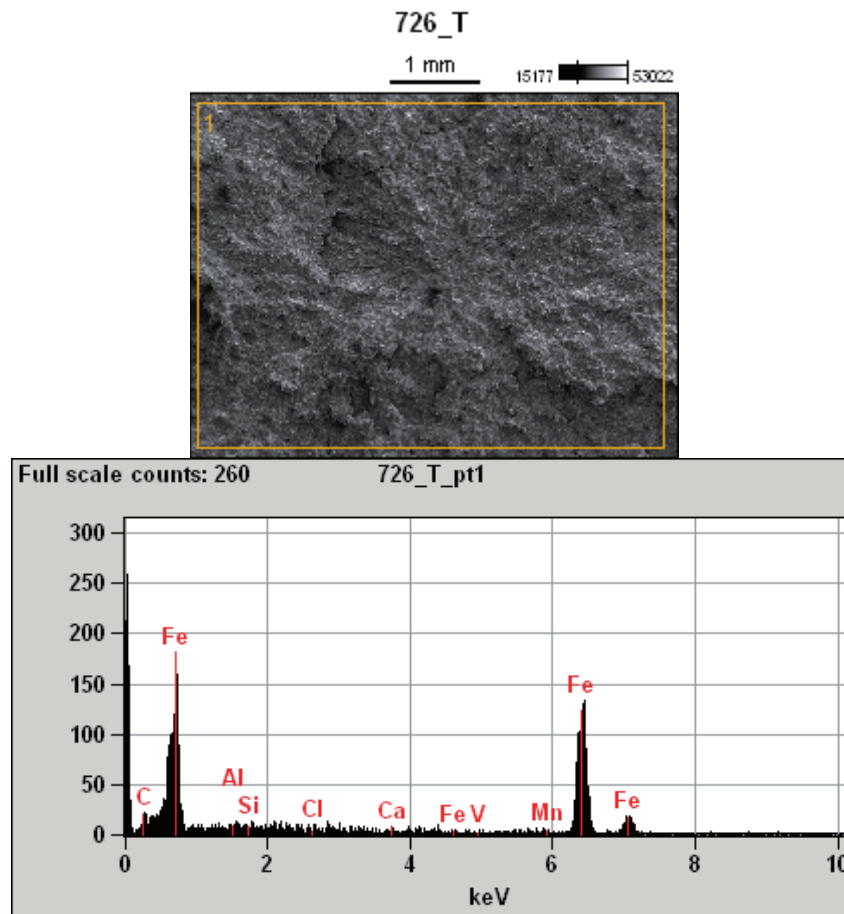 726_T
1 mm
15177 53022
1
Full scale counts: 260 726_T_pt1
300
250
200
150
100
50
0
Fe
C
Al
Si
Cl
Ca
Fe V
Mn
Fe
Fe
0 2 4 6 8 10
keV